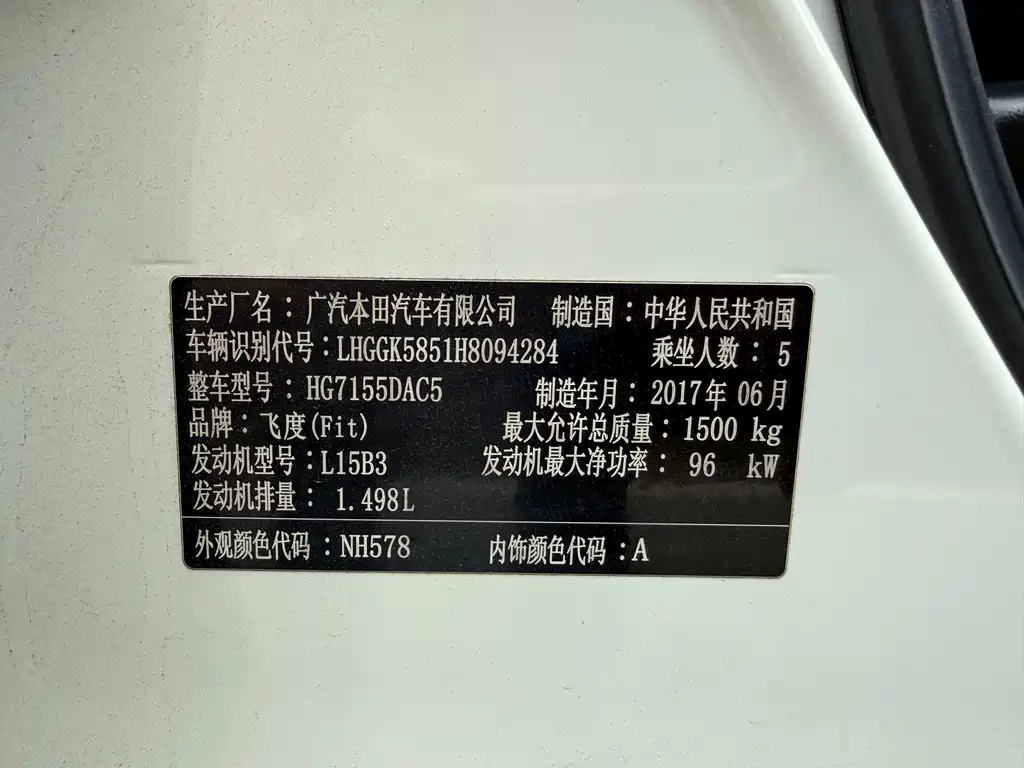 生产厂名：广汽本田汽车有限公司 制造国：中华人民共和国
车辆识别代号：LHGGK5851H8094284 乘坐人数：5
整车型号：HG7155DAC5 制造年月：2017年 06月
品牌：飞度(Fit) 最大允许总质量：1500 kg
发动机型号：L15B3 发动机最大净功率：96 kW
发动机排量：1.498L
外观颜色代码：NH578 内饰颜色代码：A